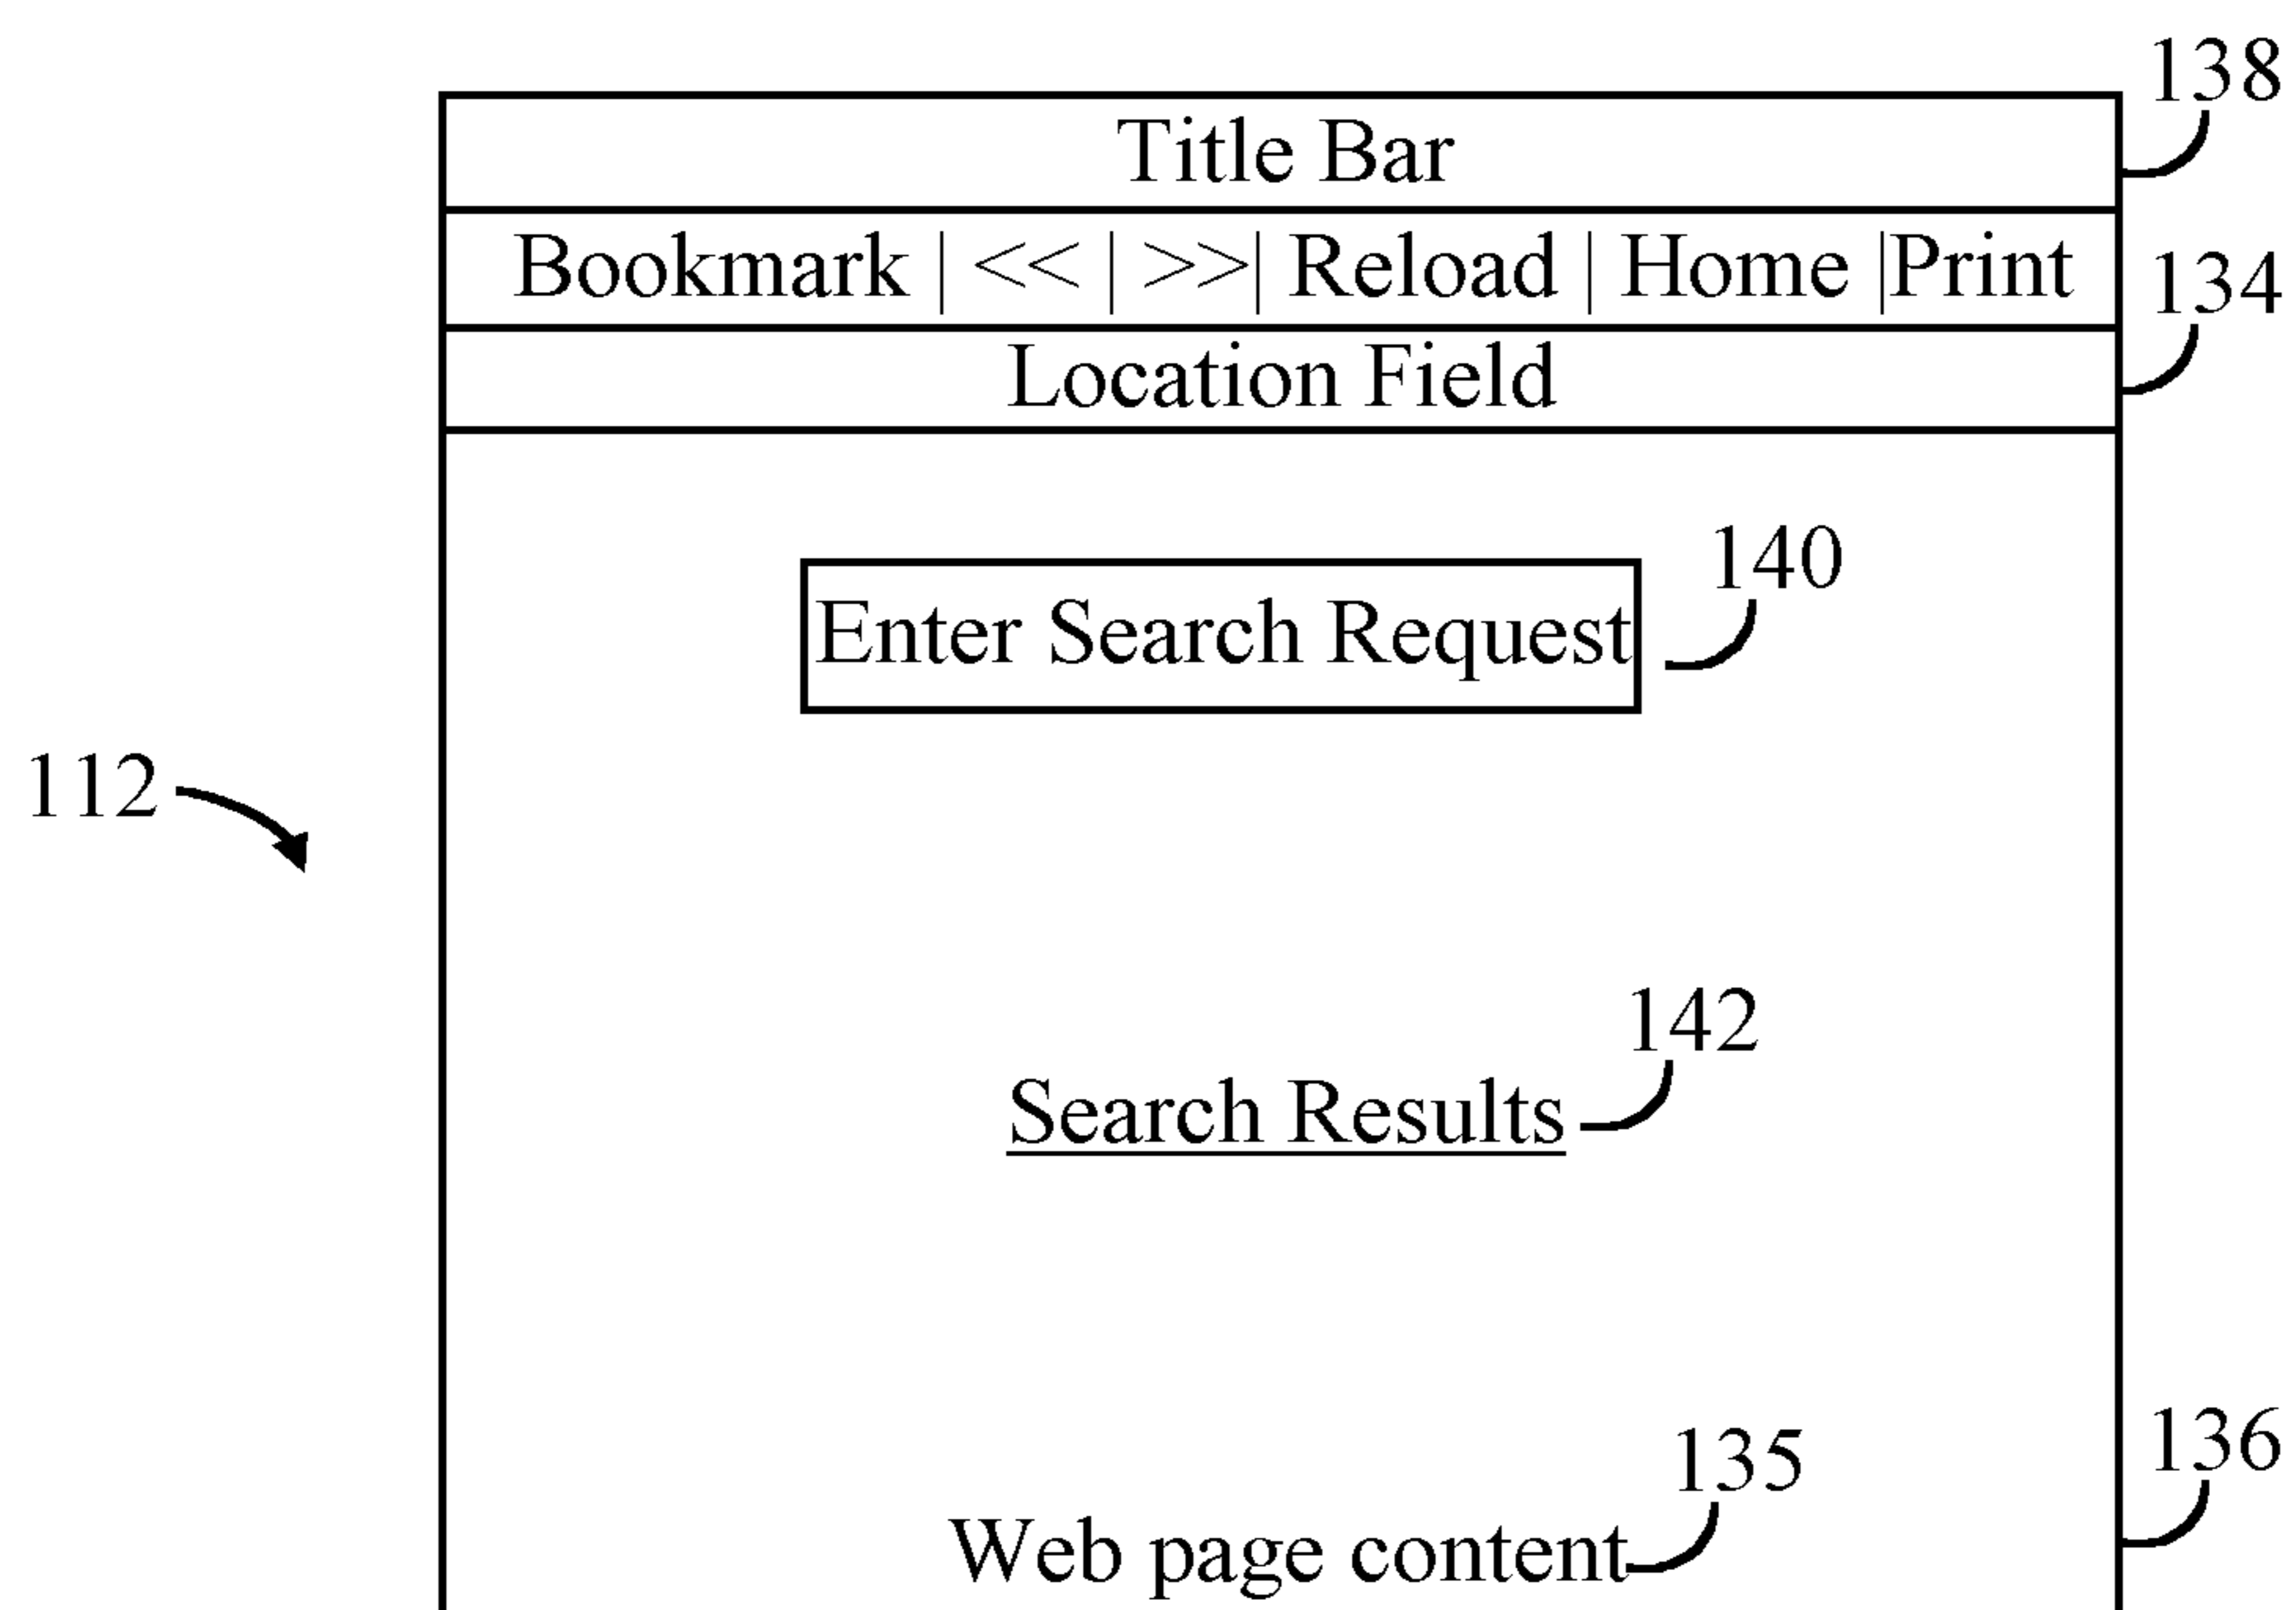 138
Title Bar
Bookmark | << | >>| Reload | Home |Print
134
Location Field
140
Enter Search Request
112
142
Search Results
135
136
Web page content